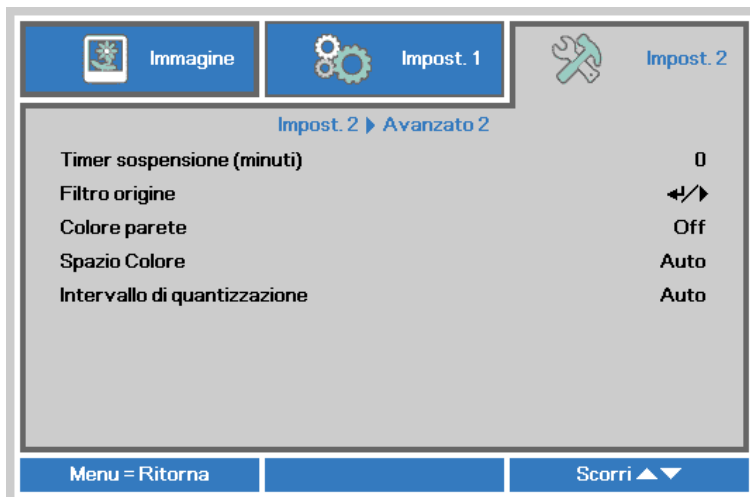 Immagine
Impost. 1
Impost. 2
Impost. 2 ▶ Avanzato 2
Timer sospensione (minuti) 0
Filtro origine ↵/▶
Colore parete Off
Spazio Colore Auto
Intervallo di quantizzazione Auto
Menu = Ritorna
Scorri ▲▼